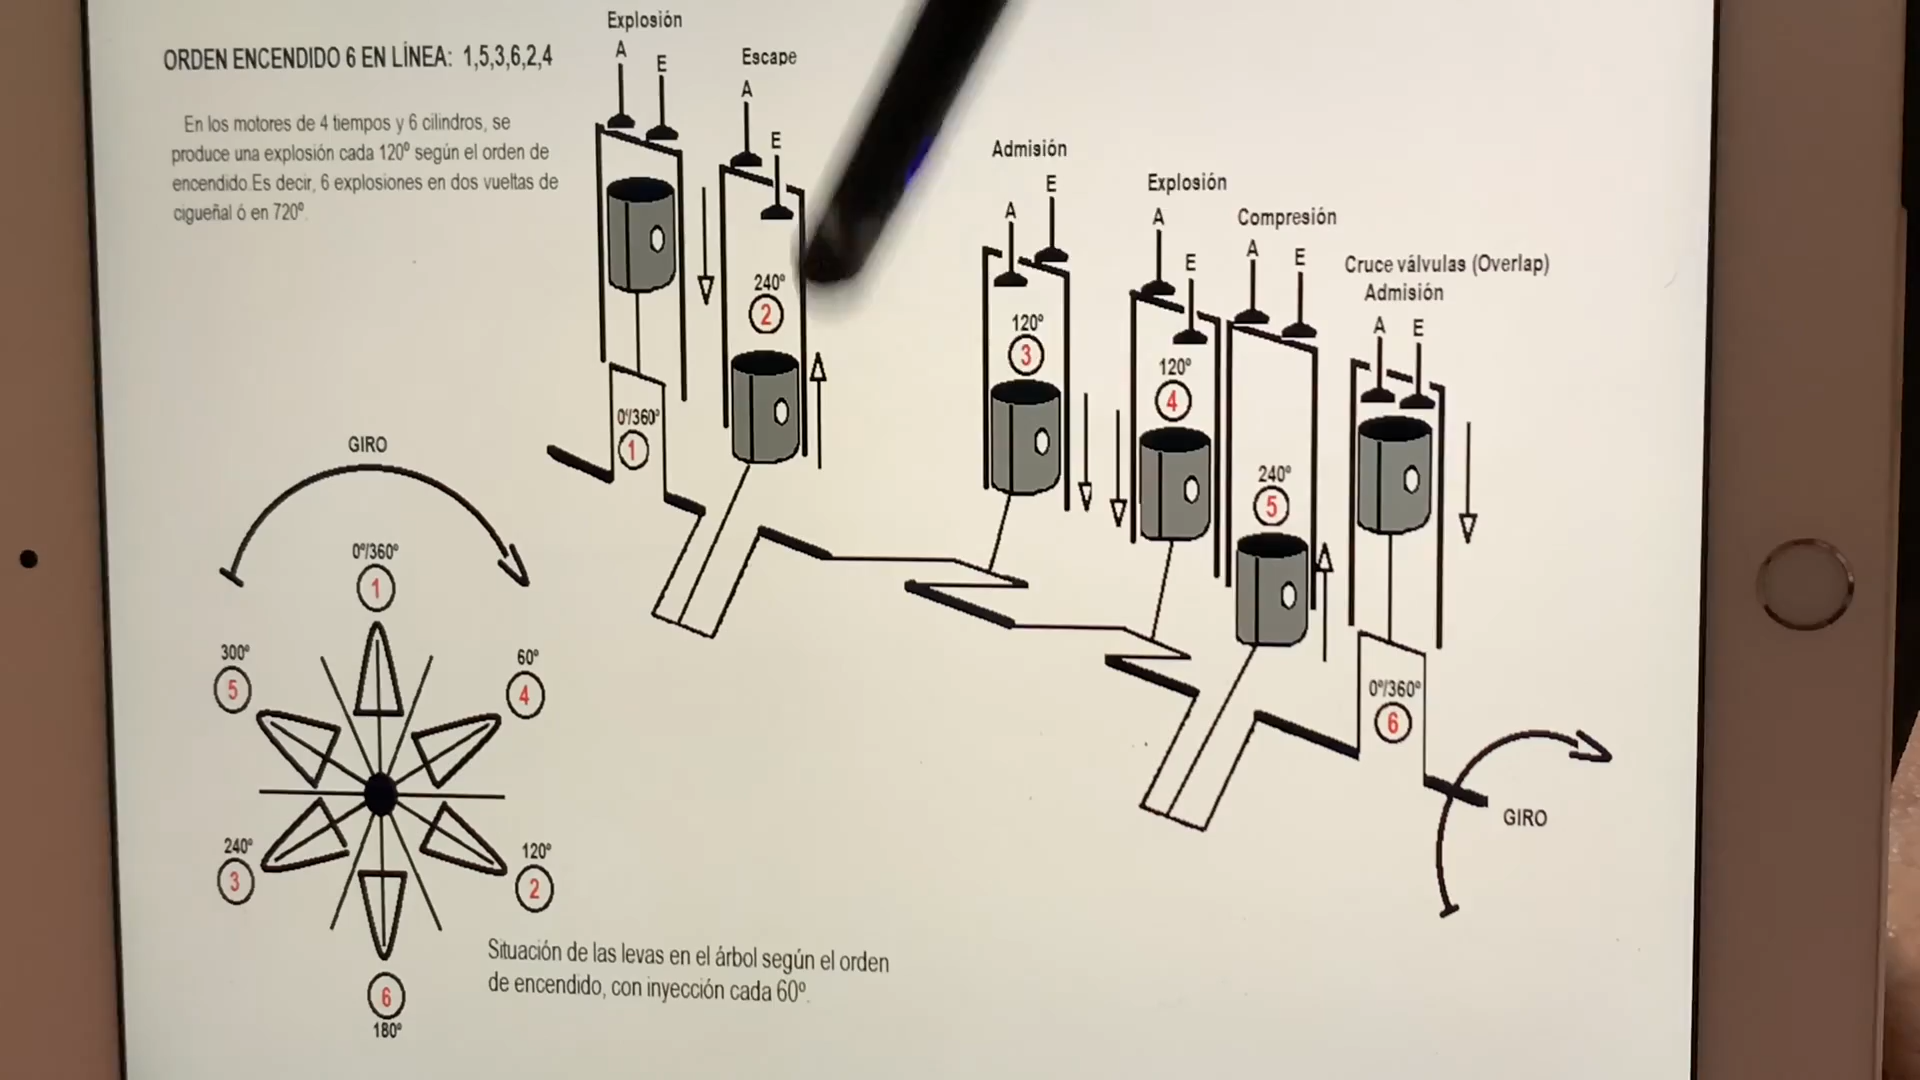 ORDEN ENCENDIDO 6 EN LÍNEA: 1,5,3,6,2,4
En los motores de 4 tiempos y 6 cilindros, se
produce una explosión cada 120º según el orden de
encendido.Es decir, 6 explosiones en dos vueltas de
cigueñal ó en 720º.
Explosión
A
E
0º/360º
1
Escape
A
E
240º
2
Admisión
A
E
120º
3
Explosión
A
E
120º
4
Compresión
A
E
240º
5
Cruce válvulas (Overlap)
Admisión
A
E
0º/360º
6
GIRO
GIRO
0º/360º
1
60º
4
120º
2
6
180º
240º
3
300º
5
Situación de las levas en el árbol según el orden
de encendido, con inyección cada 60º.